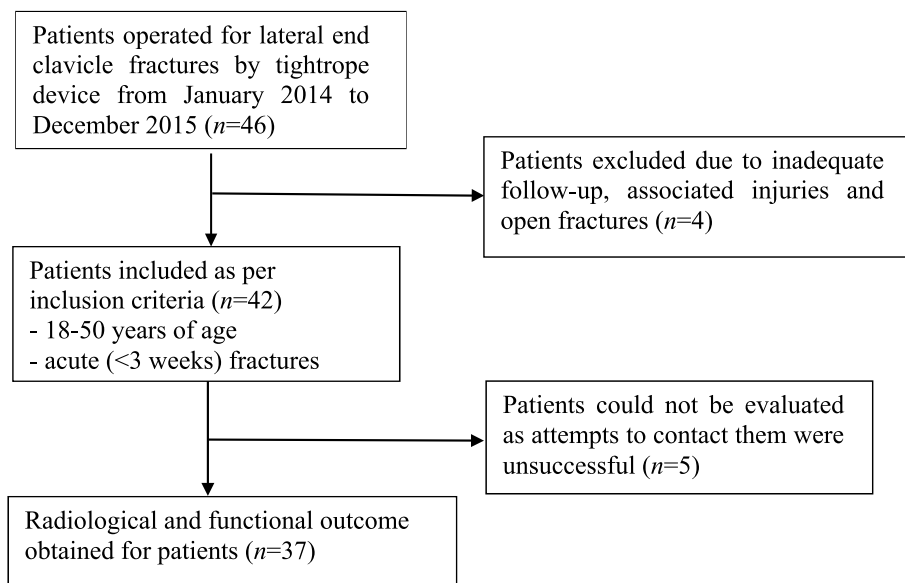 Patients operated for lateral end
clavicle fractures by tightrope
device from January 2014 to
December 2015 (n=46)
Patients excluded due to inadequate
follow-up, associated injuries and
open fractures (n=4)
Patients included as per
inclusion criteria (n=42)
- 18-50 years of age
- acute (<3 weeks) fractures
Patients could not be evaluated
as attempts to contact them were
unsuccessful (n=5)
Radiological and functional outcome
obtained for patients (n=37)